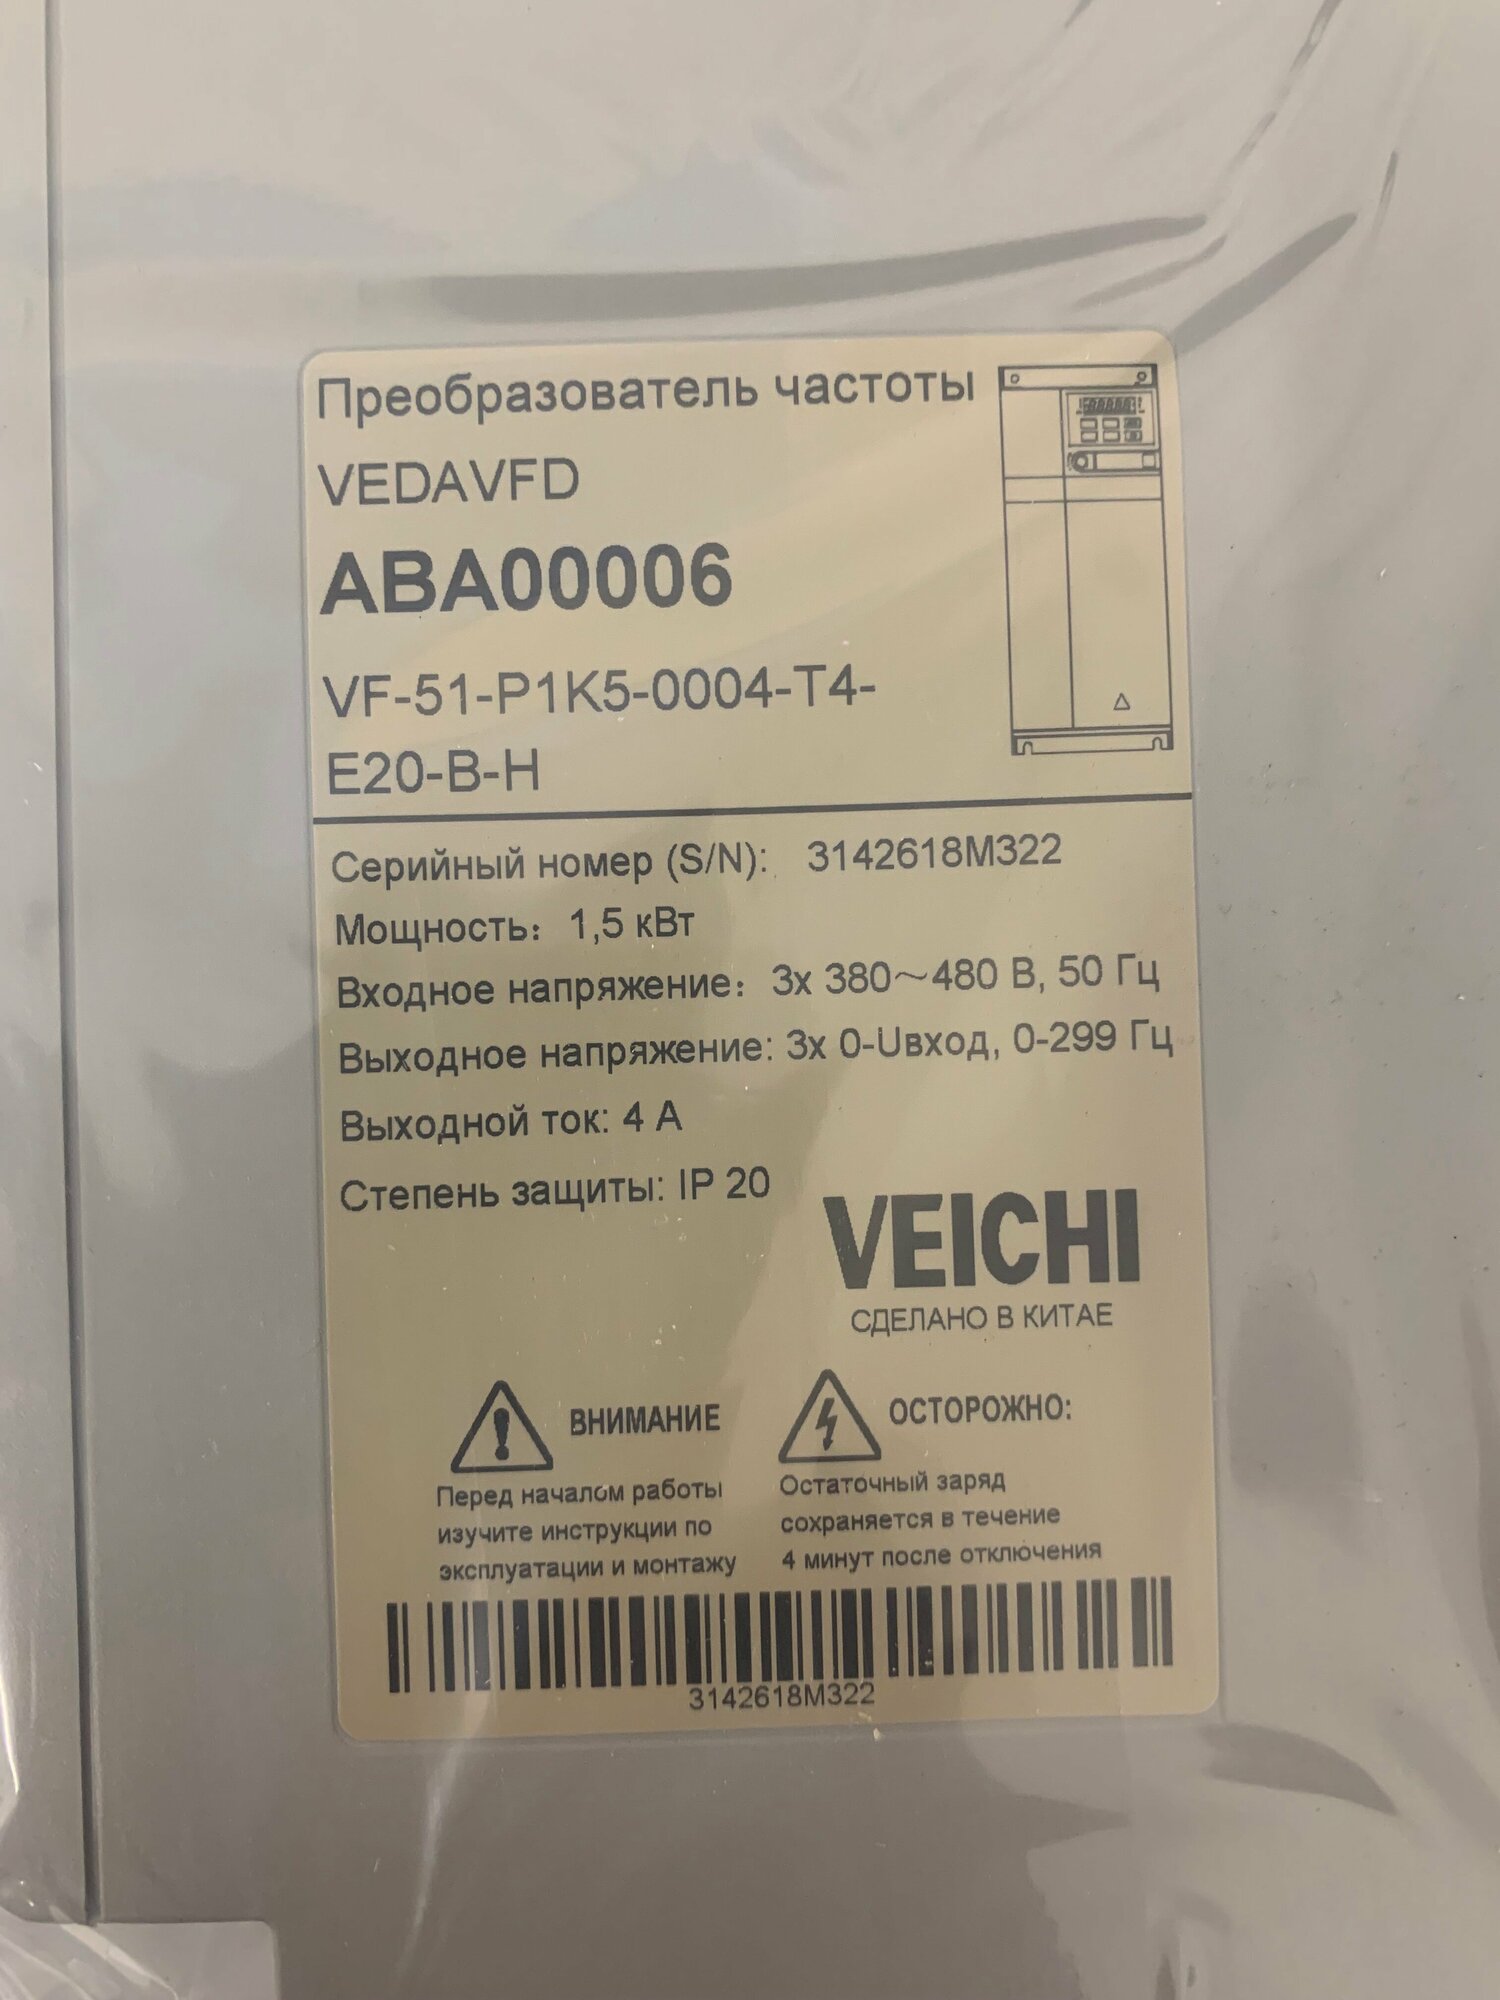 Преобразователь частоты
VEDAVFD
ABA00006
VF-51-P1K5-0004-T4-
E20-B-H
Серийный номер (S/N): 3142618M322
Мощность: 1,5 кВт
Входное напряжение: 3x 380~480 В, 50 Гц
Выходное напряжение: 3x 0-Uвход, 0-299 Гц
Выходной ток: 4 А
Степень защиты: IP 20
VEICHI
СДЕЛАНО В КИТАЕ
ВНИМАНИЕ
Перед началом работы
изучите инструкции по
эксплуатации и монтажу
ОСТОРОЖНО:
Остаточный заряд
сохраняется в течение
4 минут после отключения
3142618M322